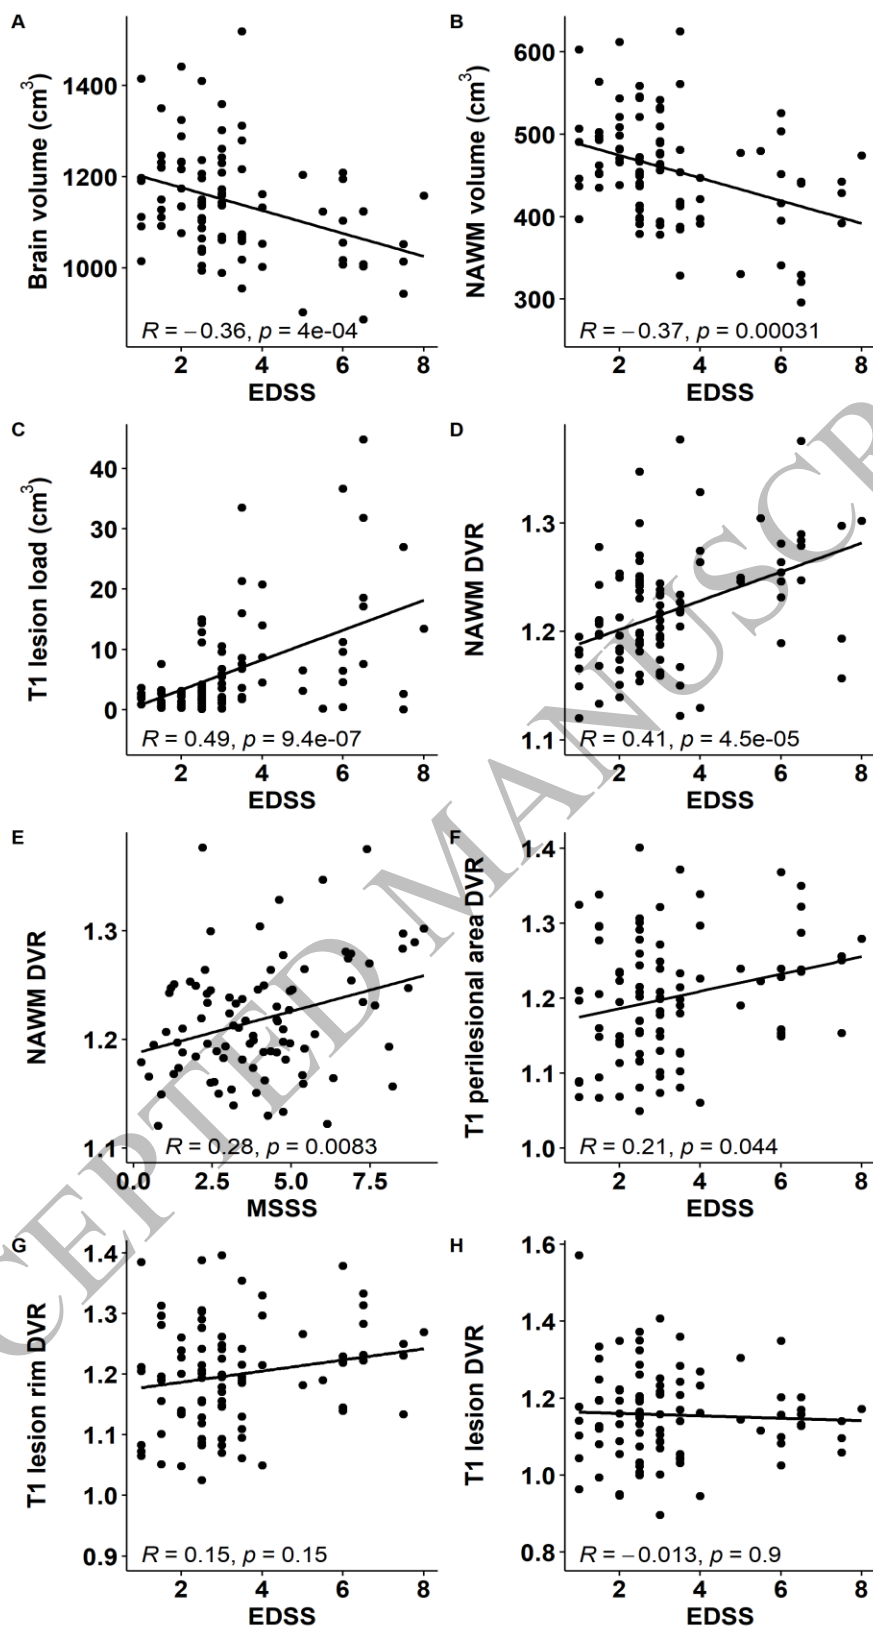 A
Brain volume (cm³)
1400
1200
1000
R = −0.36, p = 4e-04
2 4 6 8
EDSS
B
NAWM volume (cm³)
600
500
400
300
R = −0.37, p = 0.00031
2 4 6 8
EDSS
C
T1 lesion load (cm³)
40
30
20
10
0
R = 0.49, p = 9.4e-07
2 4 6 8
EDSS
D
NAWM DVR
1.3
1.2
1.1
R = 0.41, p = 4.5e-05
2 4 6 8
EDSS
E
NAWM DVR
1.3
1.2
1.1
R = 0.28, p = 0.0083
0.0 2.5 5.0 7.5
MSSS
F
T1 perilesional area DVR
1.4
1.3
1.2
1.1
1.0
R = 0.21, p = 0.044
2 4 6 8
EDSS
G
T1 lesion rim DVR
1.4
1.3
1.2
1.1
1.0
0.9
R = 0.15, p = 0.15
2 4 6 8
EDSS
H
T1 lesion DVR
1.6
1.4
1.2
1.0
0.8
R = −0.013, p = 0.9
2 4 6 8
EDSS
CEPTED MANUSCR